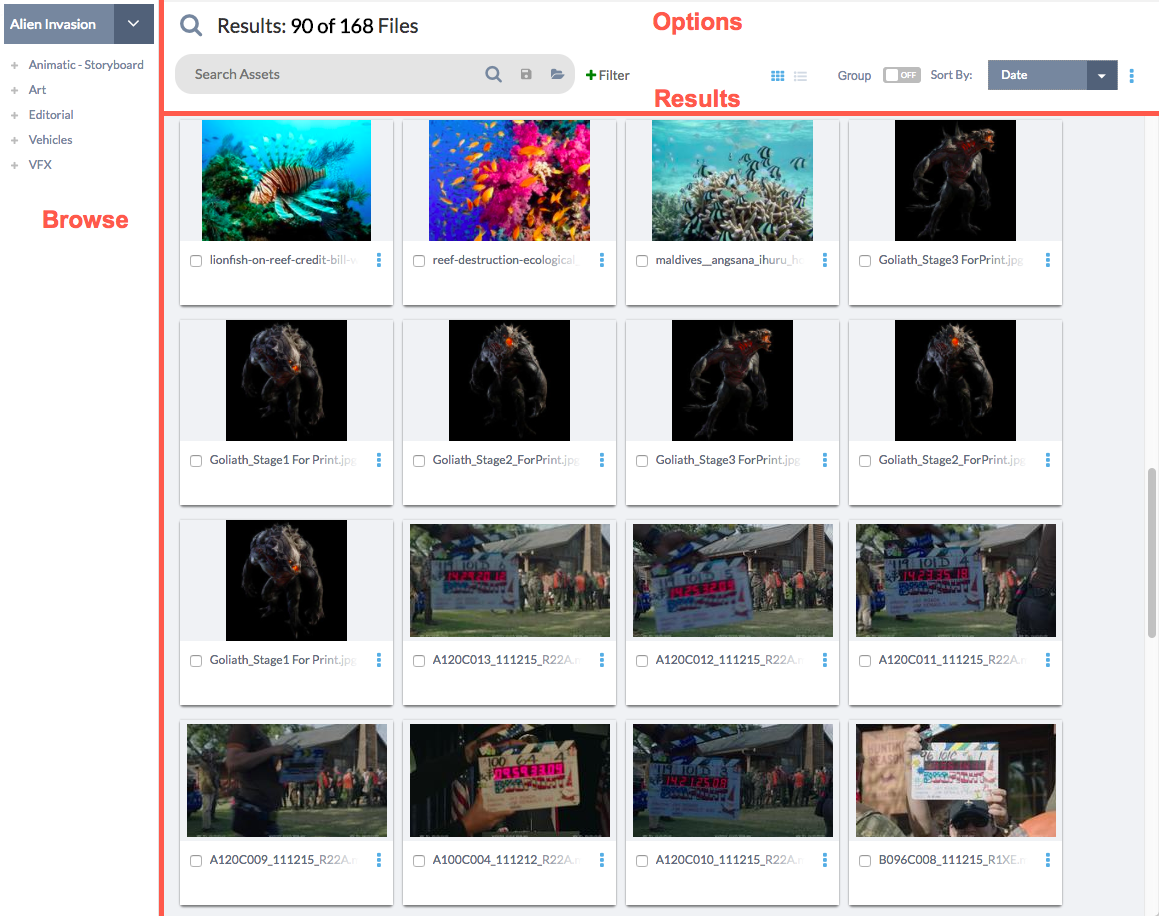 Alien Invasion
Animatic - Storyboard
Art
Editorial
Vehicles
VFX
Browse
Results: 90 of 168 Files
Options
Search Assets
+Filter
Group
OFF
Sort By:
Date
Results
lionfish-on-reef-credit-bill-w
reef-destruction-ecological_
maldives__angsana_ihuru_ho
Goliath_Stage3 ForPrint.jpg
Goliath_Stage1 For Print.jpg
Goliath_Stage2_ForPrint.jpg
Goliath_Stage3 ForPrint.jpg
Goliath_Stage2_ForPrint.jpg
Goliath_Stage1 For Print.jpg
A120C013_111215_R22A.m
A120C012_111215_R22A.m
A120C011_111215_R22A.m
A120C009_111215_R22A.m
A100C004_111212_R22A.m
A120C010_111215_R22A.m
B096C008_111215_R1XE.m